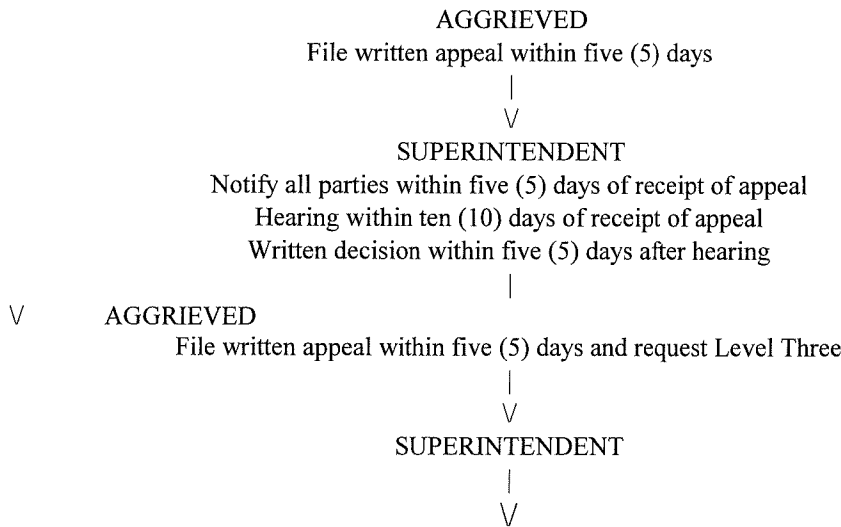 AGGRIEVED
File written appeal within five (5) days
|
\/
SUPERINTENDENT
Notify all parties within five (5) days of receipt of appeal
Hearing within ten (10) days of receipt of appeal
Written decision within five (5) days after hearing
|
\/ AGGRIEVED
File written appeal within five (5) days and request Level Three
|
\/
SUPERINTENDENT
|
\/